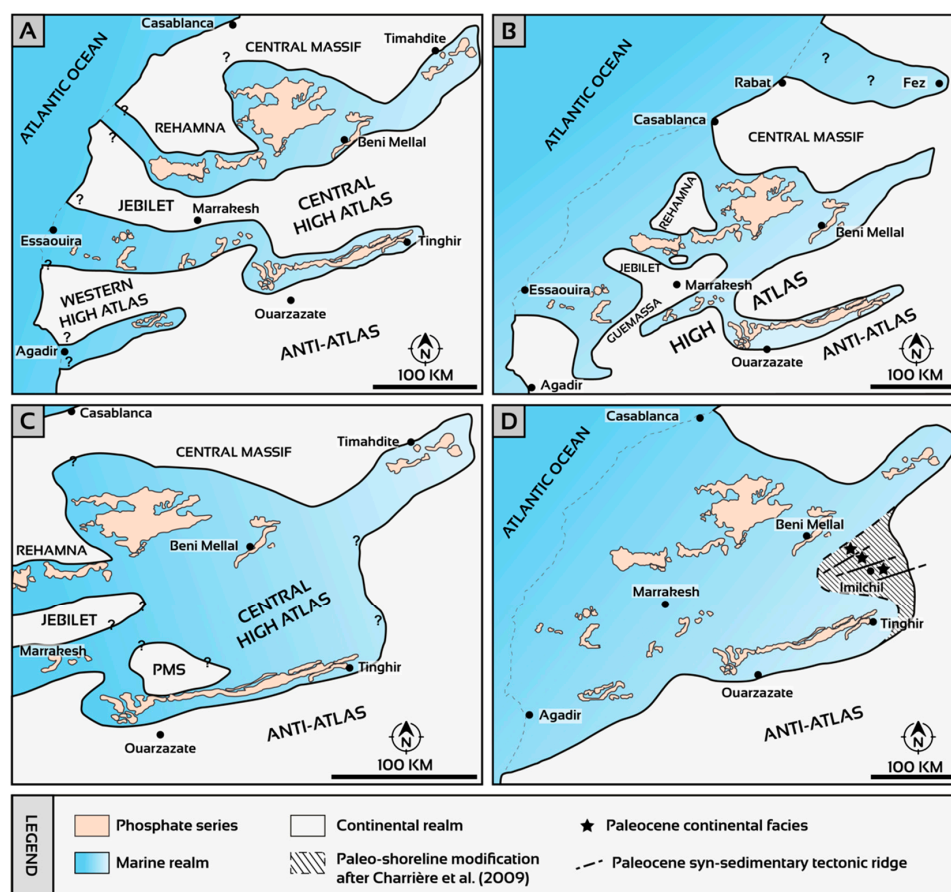 A
Casablanca
CENTRAL MASSIF
Timahdite
ATLANTIC OCEAN
?
REHAMNA
Beni Mellal
?
JEBILET
Marrakesh
CENTRAL
HIGH ATLAS
?
Essaouira
Tinghir
?
WESTERN
HIGH ATLAS
Ouarzazate
?
Agadir
?
ANTI-ATLAS
N
100 KM
B
ATLANTIC OCEAN
?
Rabat
?
Fez
Casablanca
CENTRAL MASSIF
REHAMNA
Beni Mellal
JEBILET
Essaouira
Marrakesh
GUEMASSA
HIGH ATLAS
Ouarzazate
ANTI-ATLAS
Agadir
N
100 KM
C
Casablanca
Timahdite
CENTRAL MASSIF
?
REHAMNA
Beni Mellal
?
JEBILET
?
CENTRAL
HIGH ATLAS
?
Marrakesh
?
?
PMS
Tinghir
ANTI-ATLAS
Ouarzazate
N
100 KM
D
Casablanca
ATLANTIC OCEAN
Beni Mellal
Imilchil
Marrakesh
Tinghir
Ouarzazate
Agadir
ANTI-ATLAS
N
100 KM
LEGEND
Phosphate series
Continental realm
Paleocene continental facies
Marine realm
Paleo-shoreline modification
after Charrière et al. (2009)
Paleocene syn-sedimentary tectonic ridge